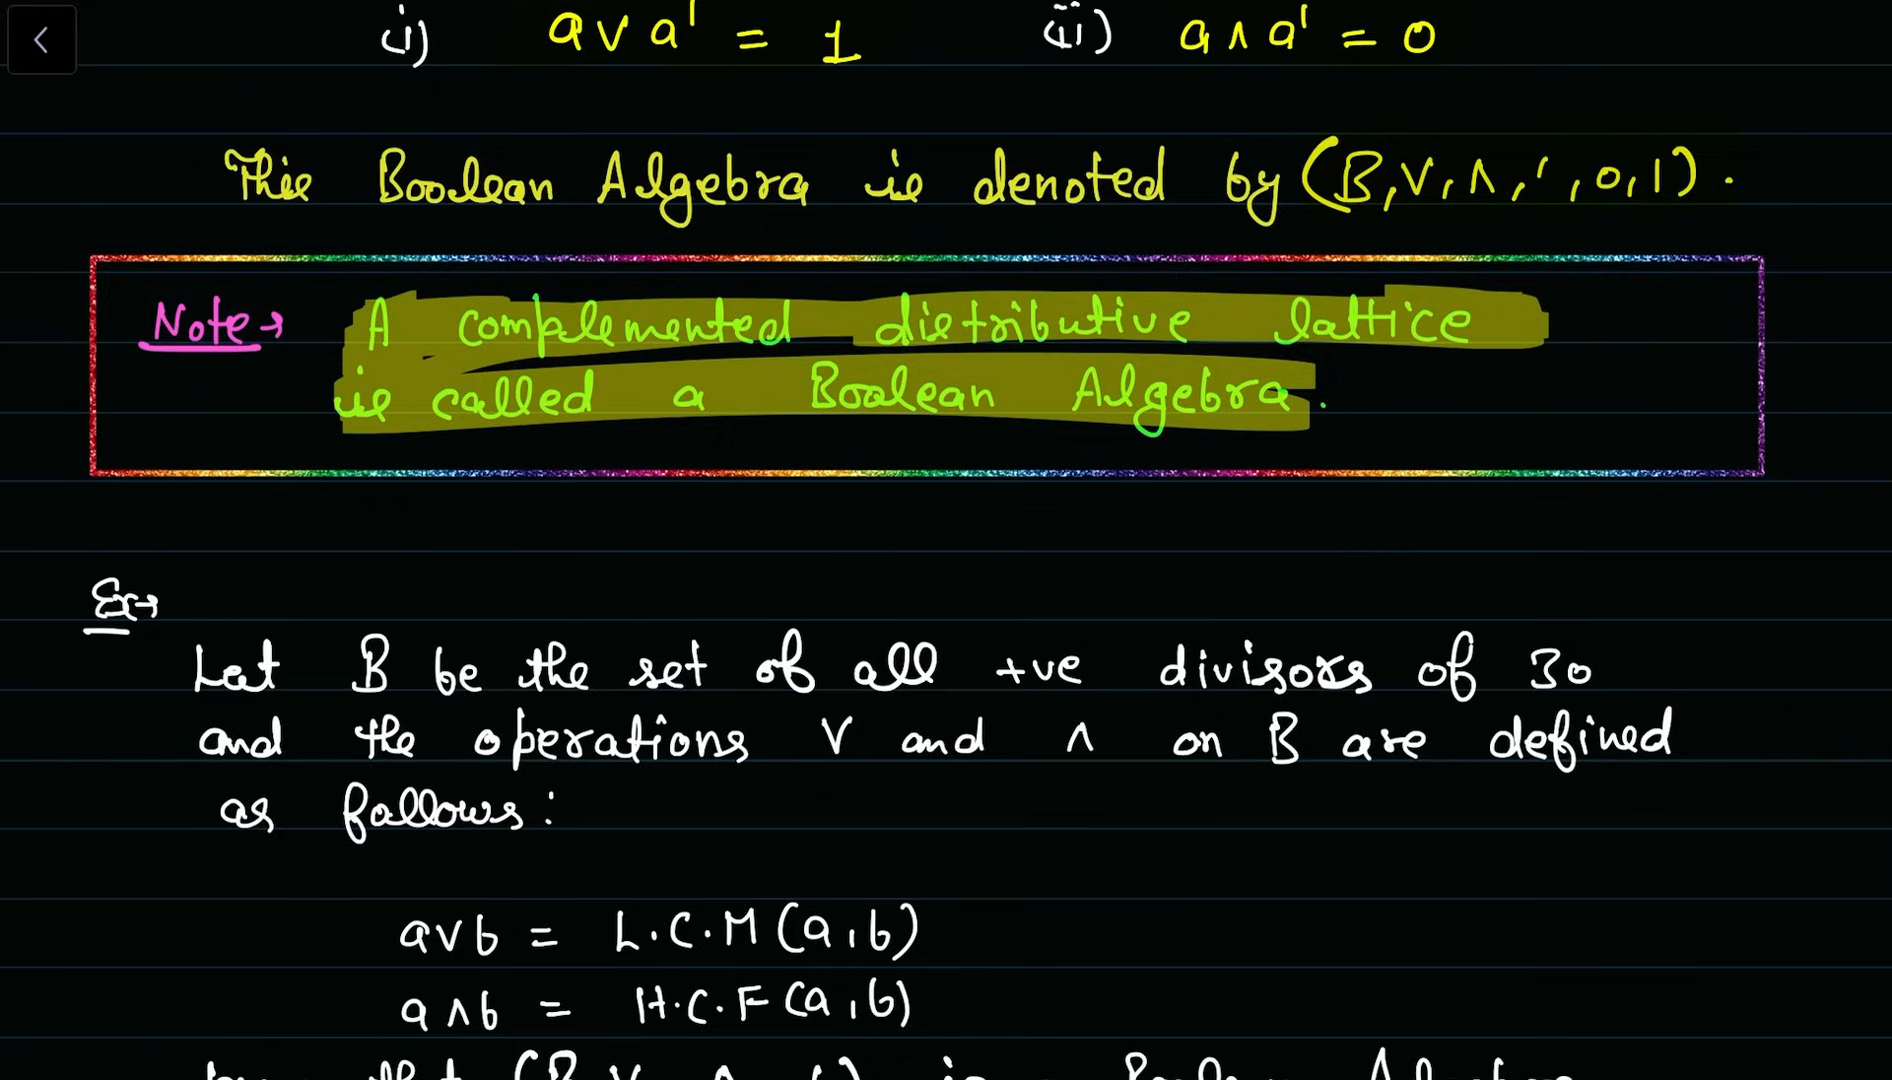 i) a ∨ a' = 1 ii) a ∧ a' = 0
This Boolean Algebra is denoted by (B, ∨, ∧, ', 0, 1).
Note→ A complemented distributive lattice
is called a Boolean Algebra.
Ex→
Let B be the set of all +ve divisors of 30
and the operations ∨ and ∧ on B are defined
as follows:
a∨b = L.C.M (a, b)
a∧b = H.C.F (a, b)